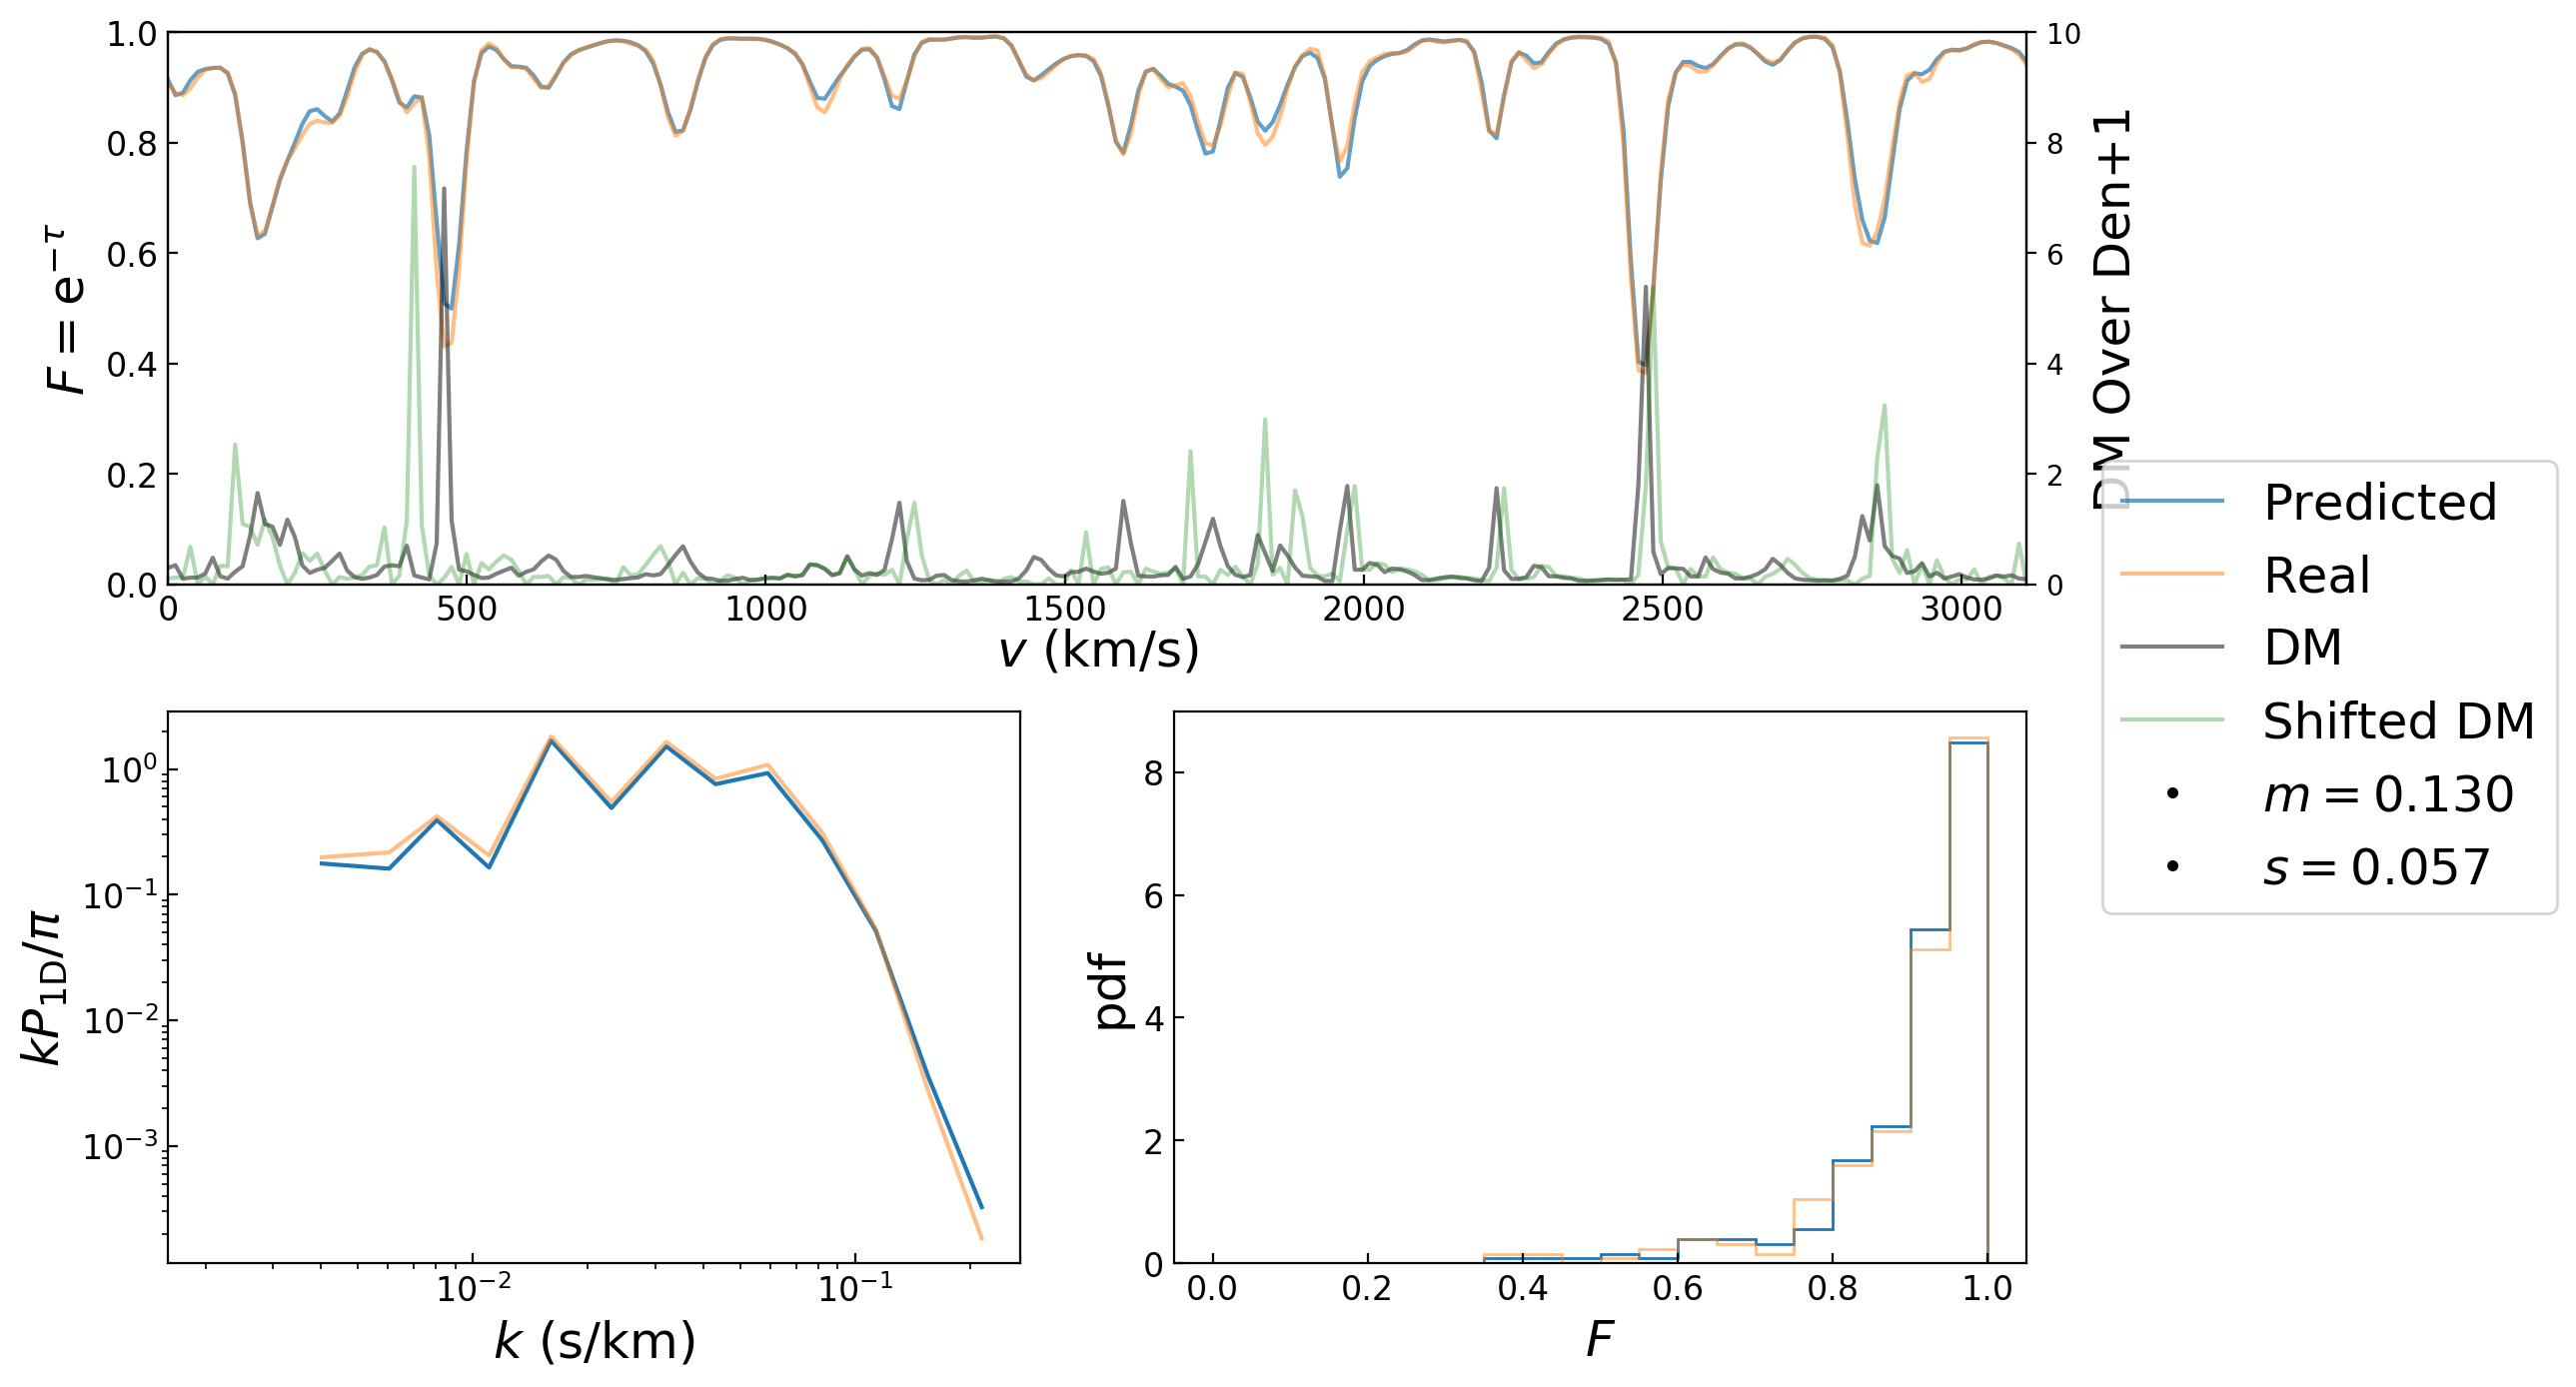 1.0
0.8
0.6
0.4
0.2
0.0
F = e^−τ
10
8
6
4
2
0
DM Over Den+1
0 500 1000 1500 2000 2500 3000
v (km/s)
Predicted
Real
DM
Shifted DM
m = 0.130
s = 0.057
10^0
10^−1
10^−2
10^−3
kP_1D/π
10^−2 10^−1
k (s/km)
8
6
4
2
0
pdf
0.0 0.2 0.4 0.6 0.8 1.0
F